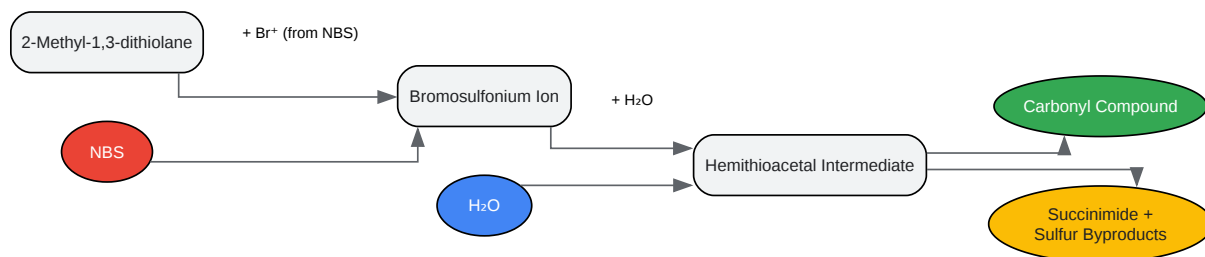 2-Methyl-1,3-dithiolane
+ Br⁺ (from NBS)
NBS
Bromosulfonium Ion
+ H₂O
H₂O
Hemithioacetal Intermediate
Carbonyl Compound
Succinimide +
Sulfur Byproducts